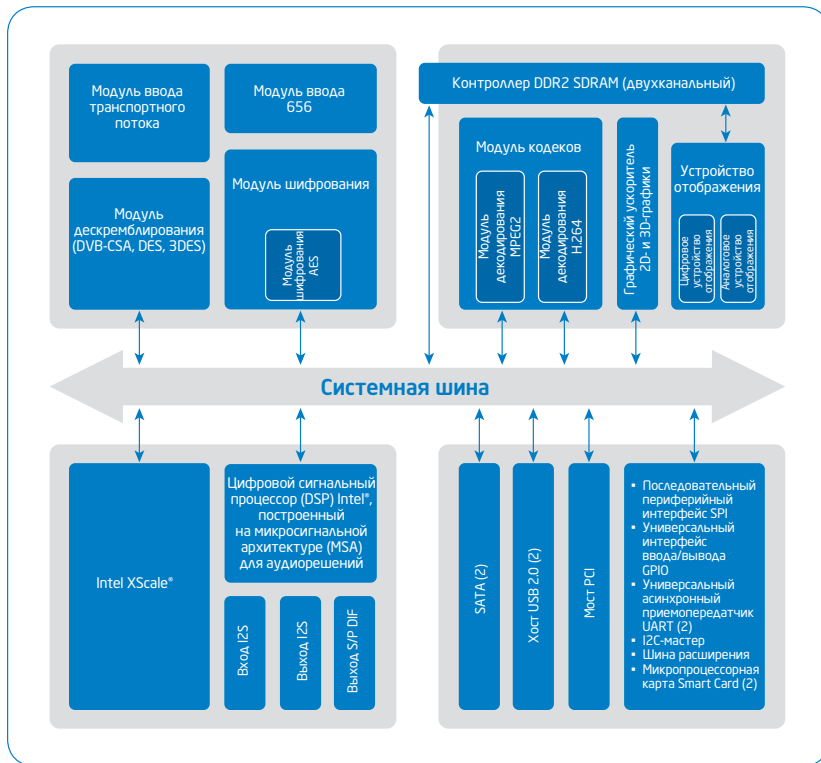 Модуль ввода
транспортного
потока
Модуль ввода
656
Модуль
дескремблирования
(DVB-CSA, DES, 3DES)
Модуль шифрования
Модуль
шифрования
AES
Контроллер DDR2 SDRAM (двухканальный)
Модуль кодеков
Модуль
декодирования
MPEG2
Модуль
декодирования
H.264
Графический ускоритель
2D- и 3D-графики
Устройство
отображения
Цифровое
устройство
отображения
Аналоговое
устройство
отображения
Системная шина
Intel XScale®
Цифровой сигнальный
процессор (DSP) Intel®,
построенный
на микросигнальной
архитектуре (MSA)
для аудиорешений
Вход I2S
Выход I2S
Выход S/P DIF
SATA (2)
Хост USB 2.0 (2)
Мост PCI
▪ Последовательный
периферийный
интерфейс SPI
▪ Универсальный
интерфейс
ввода/вывода
GPIO
▪ Универсальный
асинхронный
приемопередатчик
UART (2)
▪ I2C-мастер
▪ Шина расширения
▪ Микропроцессорная
карта Smart Card (2)